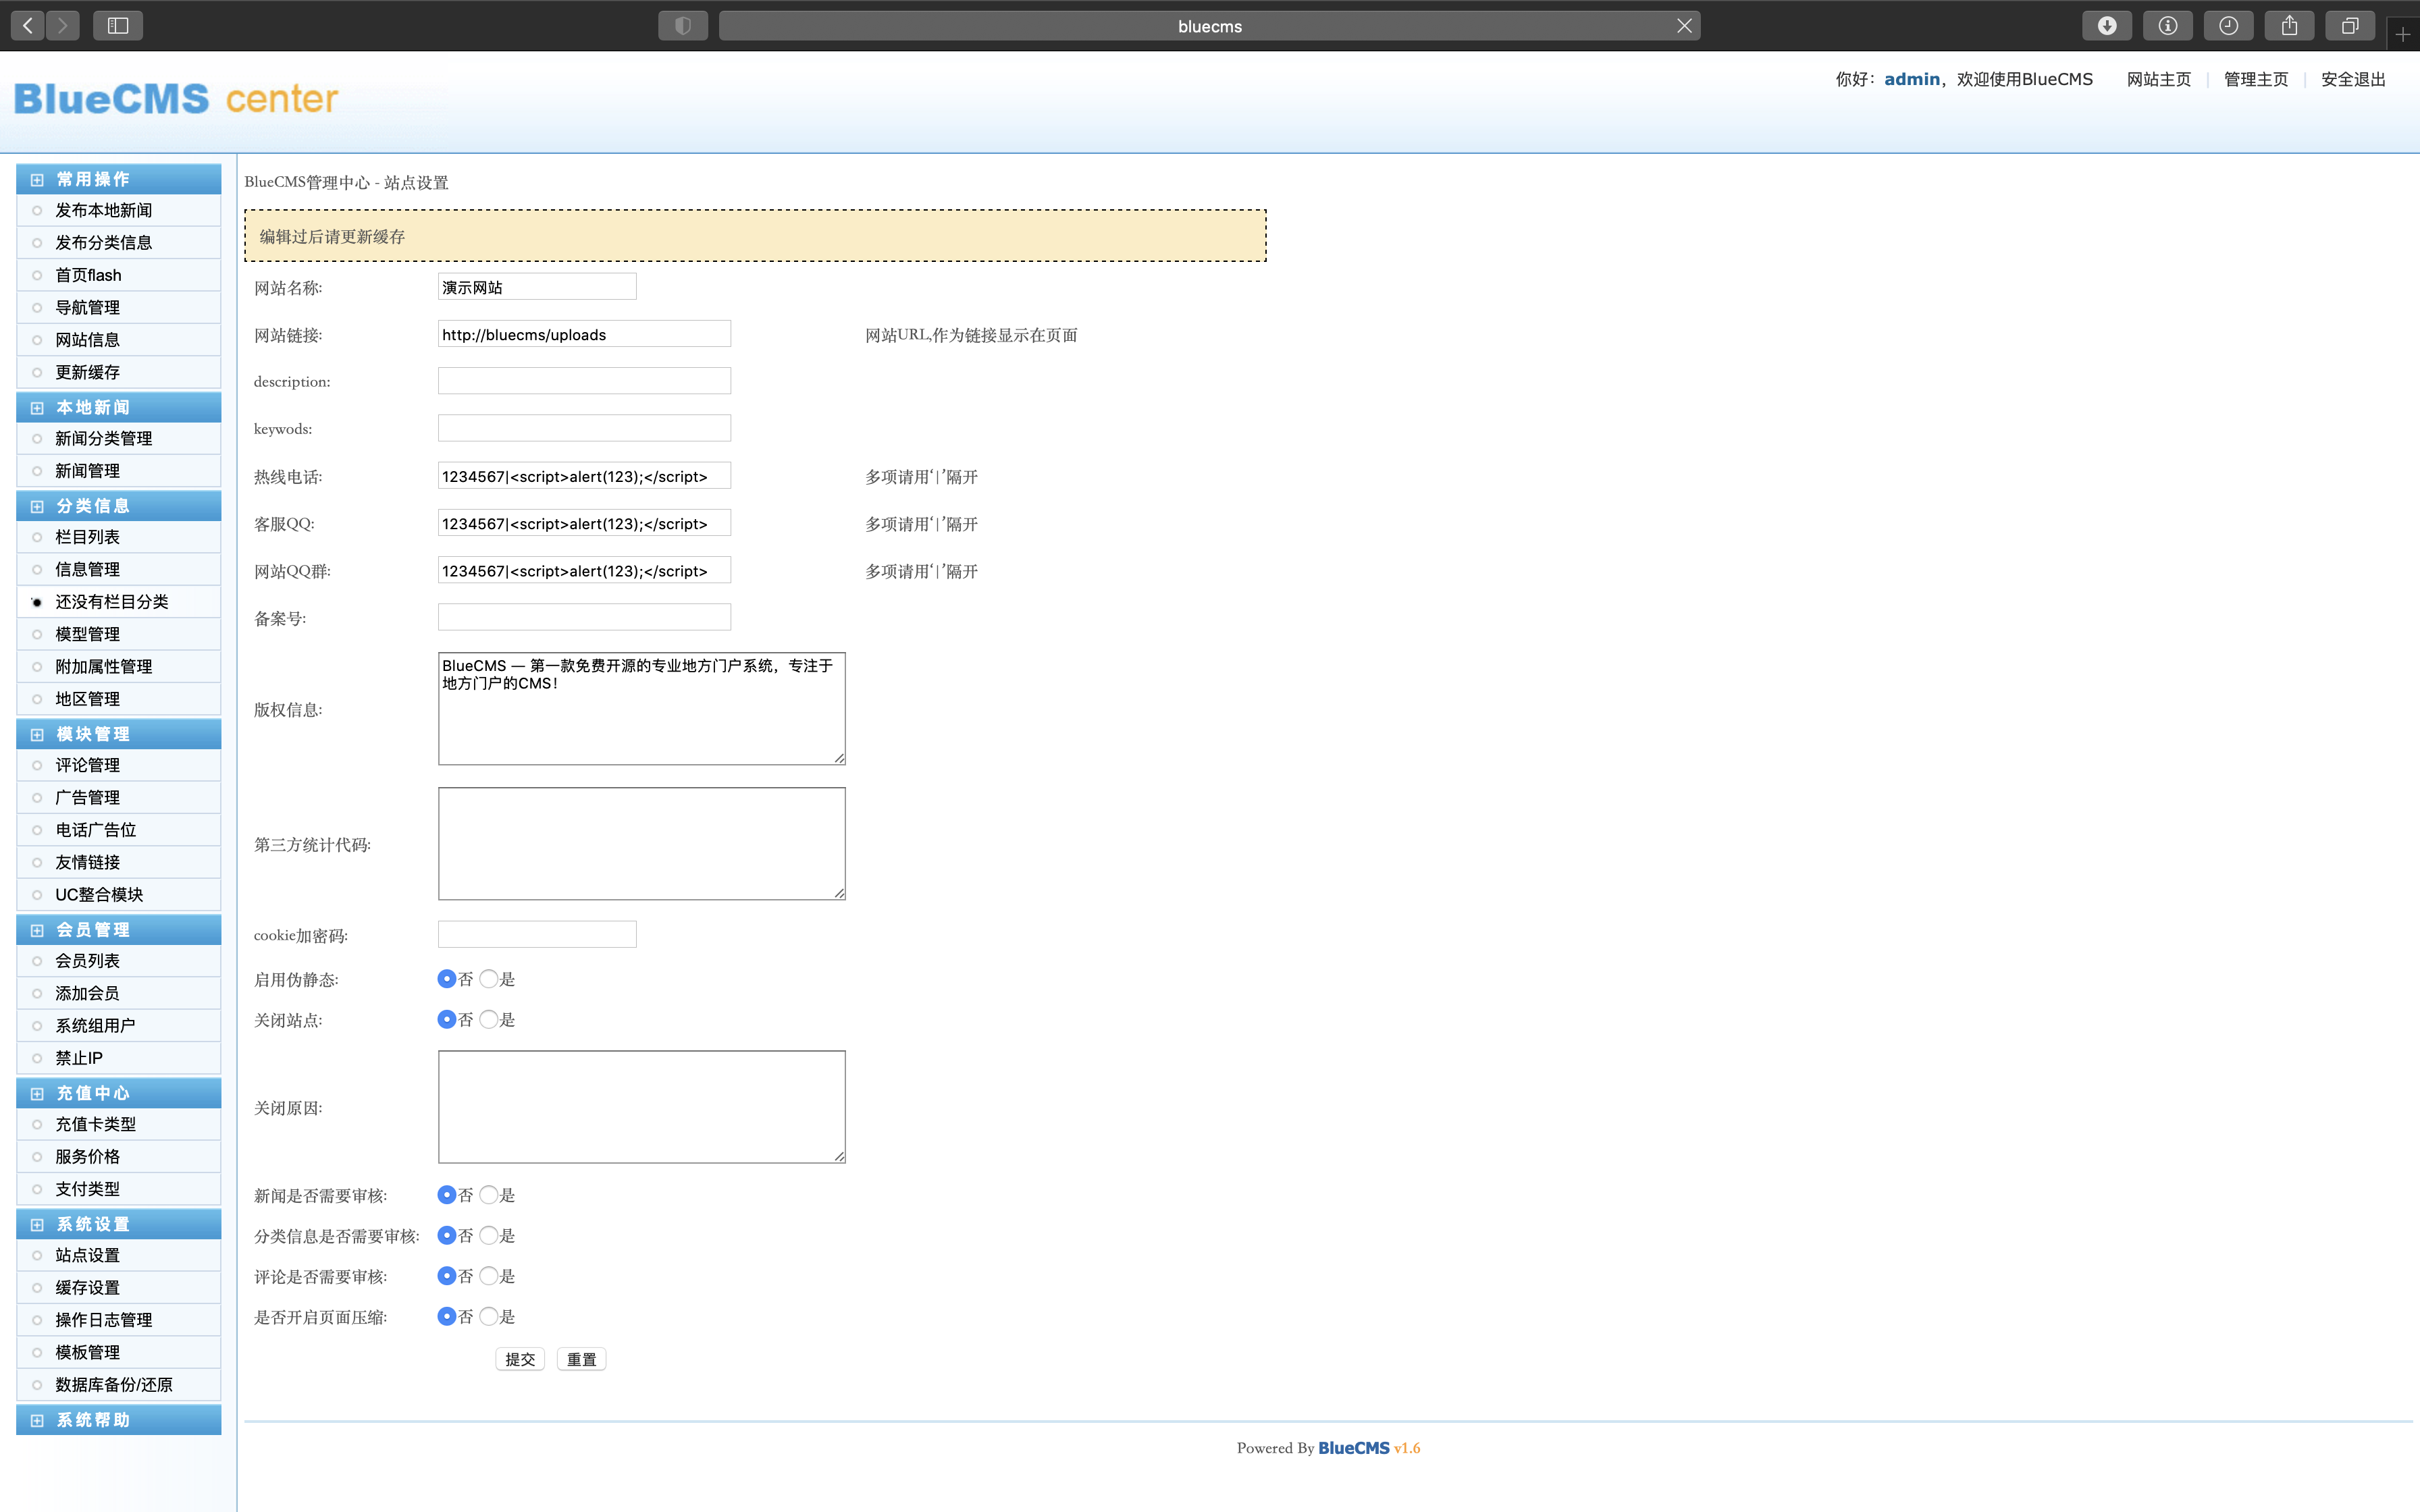 bluecms
BlueCMS center
你好：admin，欢迎使用BlueCMS 网站主页 管理主页 安全退出
常用操作
发布本地新闻
发布分类信息
首页flash
导航管理
网站信息
更新缓存
本地新闻
新闻分类管理
新闻管理
分类信息
栏目列表
信息管理
还没有栏目分类
模型管理
附加属性管理
地区管理
模块管理
评论管理
广告管理
电话广告位
友情链接
UC整合模块
会员管理
会员列表
添加会员
系统组用户
禁止IP
充值中心
充值卡类型
服务价格
支付类型
系统设置
站点设置
缓存设置
操作日志管理
模板管理
数据库备份/还原
系统帮助
BlueCMS管理中心 - 站点设置
编辑过后请更新缓存
网站名称: 演示网站
网站链接: http://bluecms/uploads 网站URL,作为链接显示在页面
description:
keywods:
热线电话: 1234567|<script>alert(123);</script> 多项请用‘|’隔开
客服QQ: 1234567|<script>alert(123);</script> 多项请用‘|’隔开
网站QQ群: 1234567|<script>alert(123);</script> 多项请用‘|’隔开
备案号:
版权信息: BlueCMS — 第一款免费开源的专业地方门户系统，专注于
地方门户的CMS！
第三方统计代码:
cookie加密码:
启用伪静态: 否 是
关闭站点: 否 是
关闭原因:
新闻是否需要审核: 否 是
分类信息是否需要审核: 否 是
评论是否需要审核: 否 是
是否开启页面压缩: 否 是
提交 重置
Powered By BlueCMS v1.6